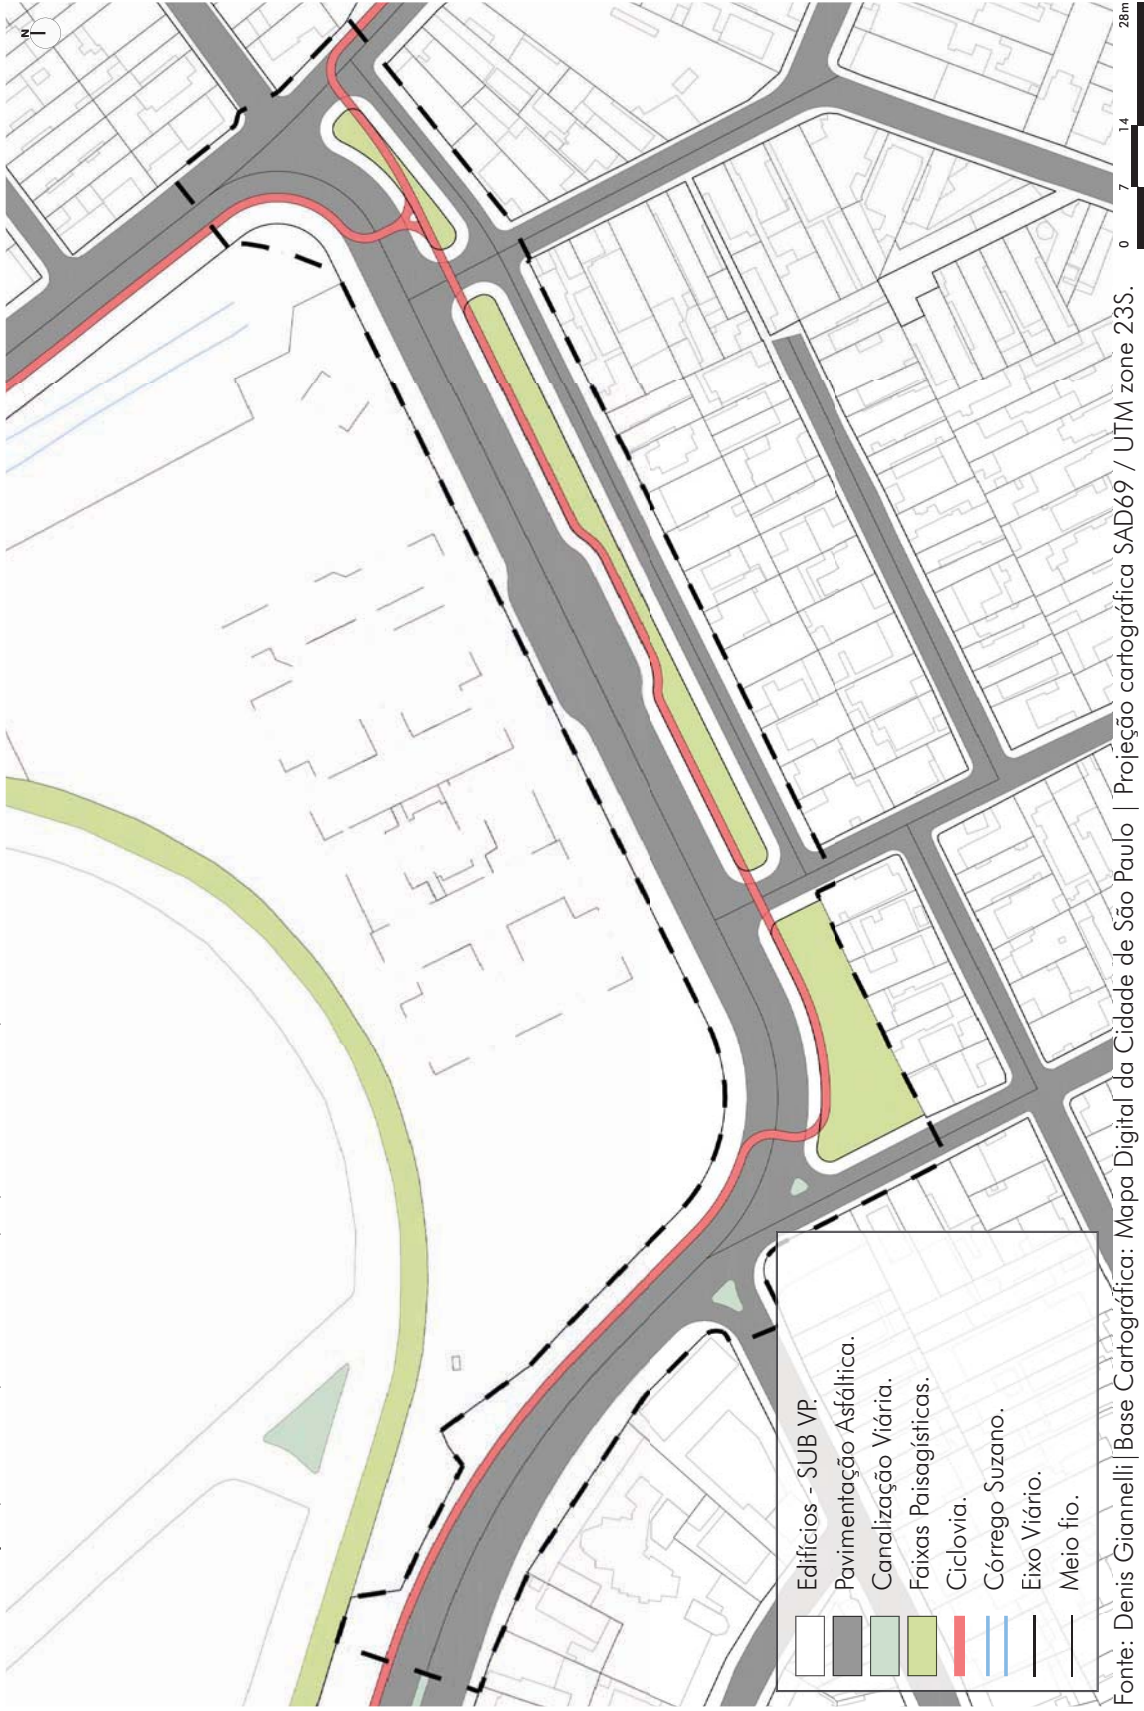 N
Edifícios - SUB VP.
Pavimentação Asfáltica.
Canalização Viária.
Faixas Paisagísticas.
Ciclovia.
Córrego Suzano.
Eixo Viário.
Meio fio.
0 7 14 28m
Fonte: Denis Giannelli|Base Cartográfica: Mapa Digital da Cidade de São Paulo | Projeção cartográfica SAD69 / UTM zone 23S.